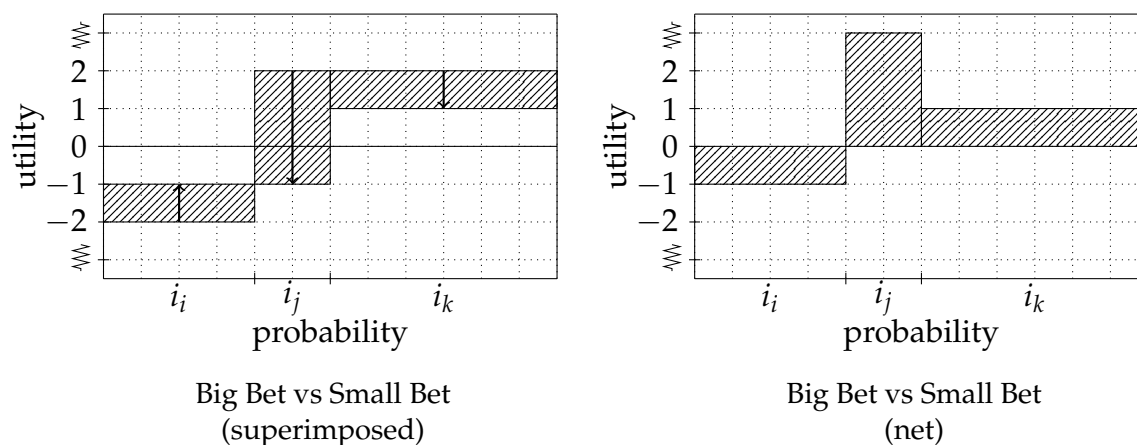 utility
2
1
0
−1
−2
i_i i_j i_k
probability
Big Bet vs Small Bet
(superimposed)
utility
2
1
0
−1
−2
i_i i_j i_k
probability
Big Bet vs Small Bet
(net)